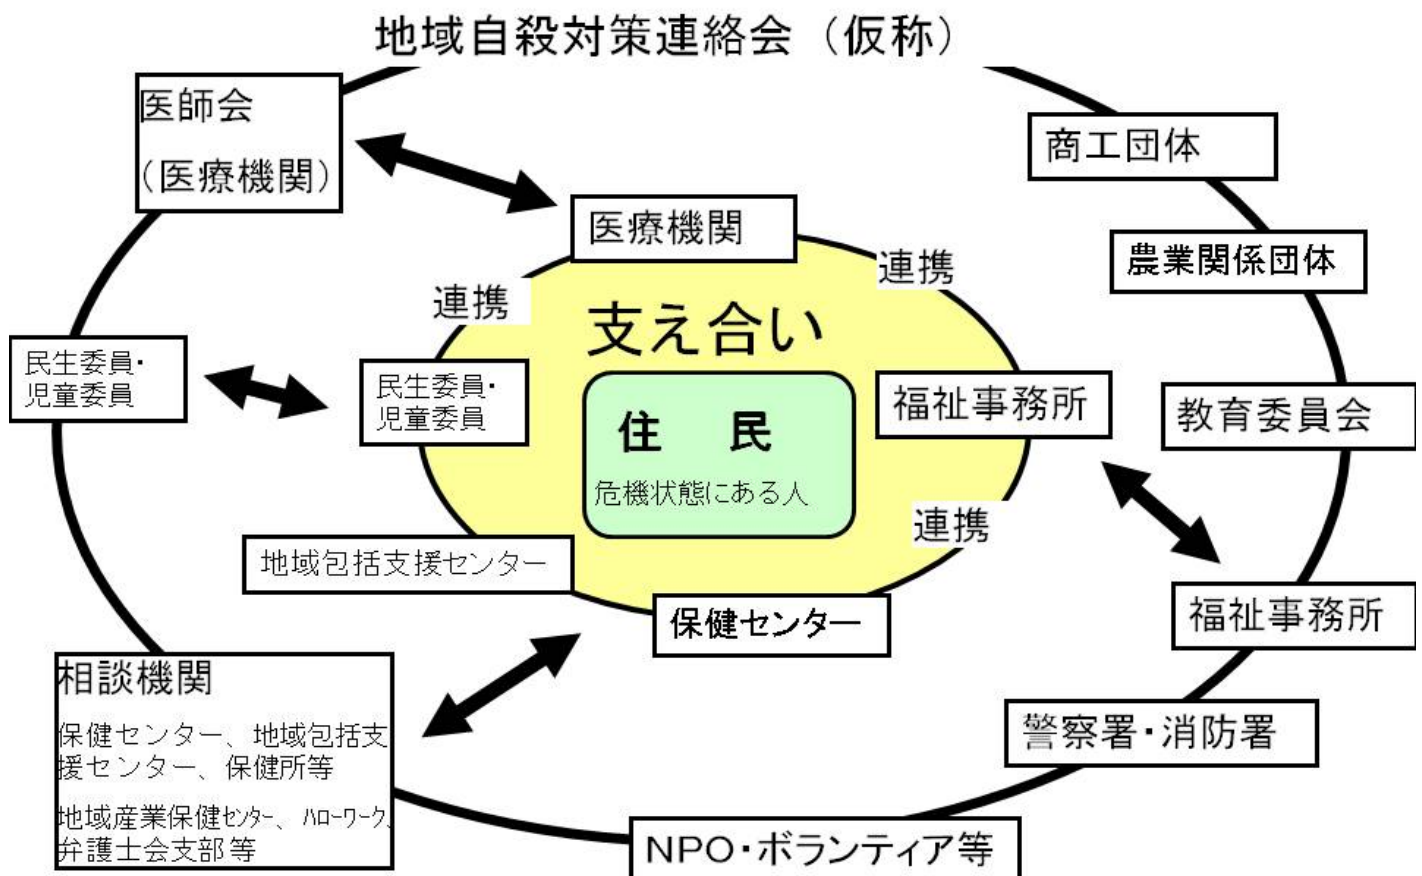 地域自殺対策連絡会（仮称）
医師会
（医療機関）
商工団体
医療機関
農業関係団体
連携
連携
支え合い
民生委員・
児童委員
民生委員・
児童委員
福祉事務所
教育委員会
住　民
危機状態にある人
連携
地域包括支援センター
保健センター
福祉事務所
相談機関
保健センター、地域包括支
援センター、保健所等
地域産業保健ｾﾝﾀｰ、ﾊﾛｰﾜｰｸ、
弁護士会支部等
警察署・消防署
NPO・ボランティア等